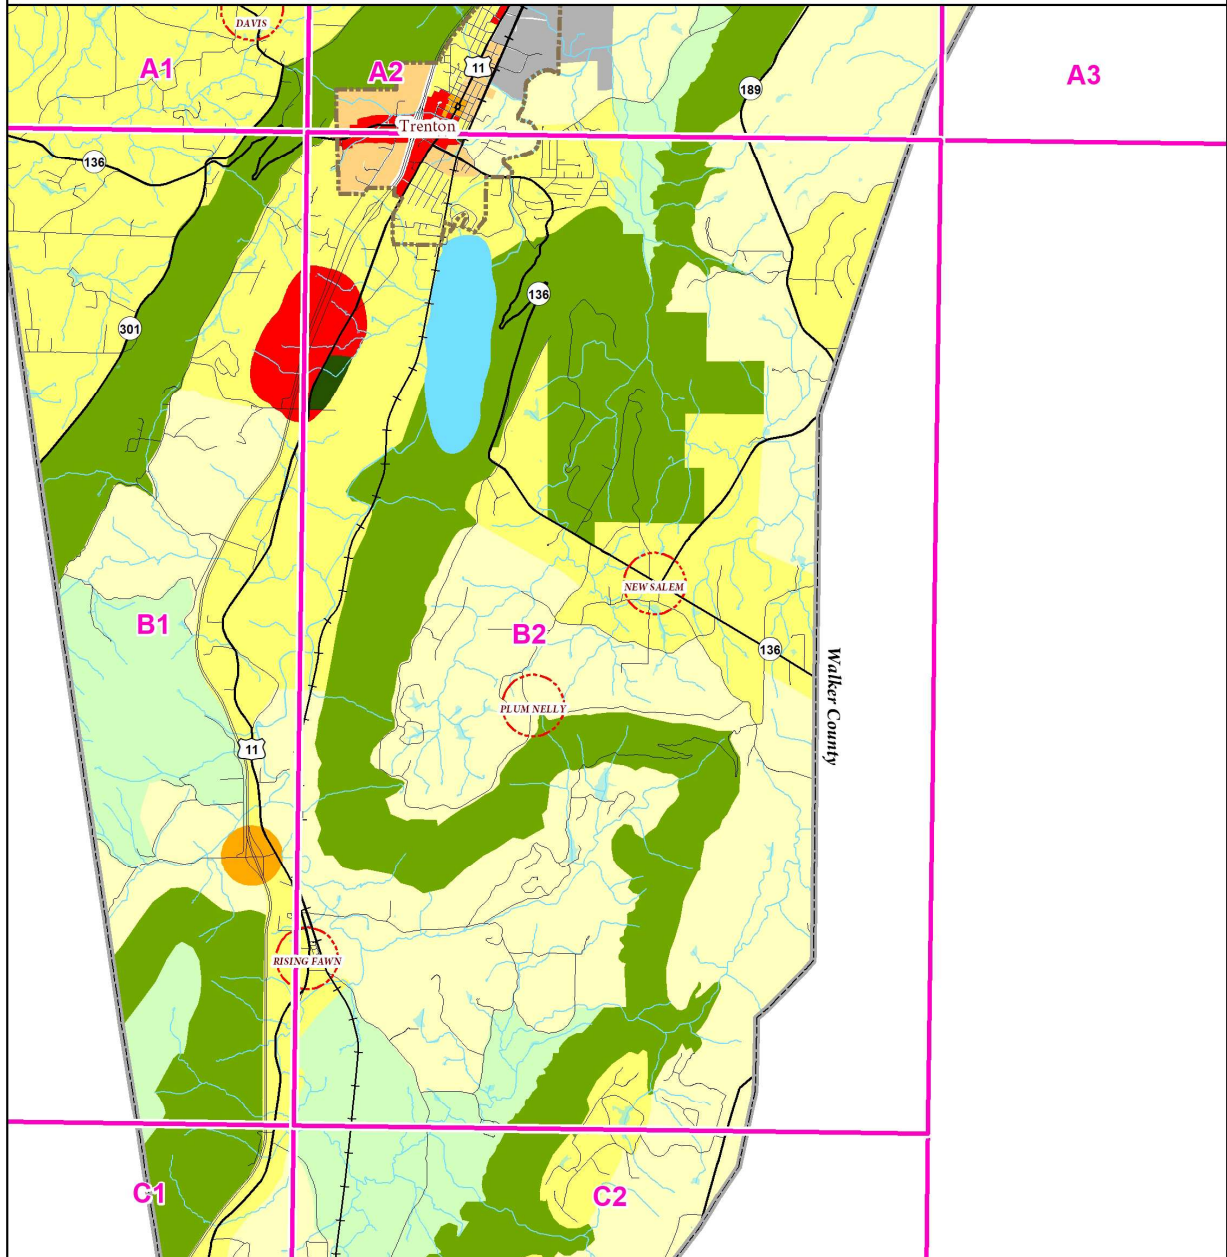 DAVIS
A1
A2
11
A3
189
Trenton
136
136
301
NEW SALEM
B1
B2
136
Walker County
PLUM NELLY
11
RISING FAWN
C1
C2